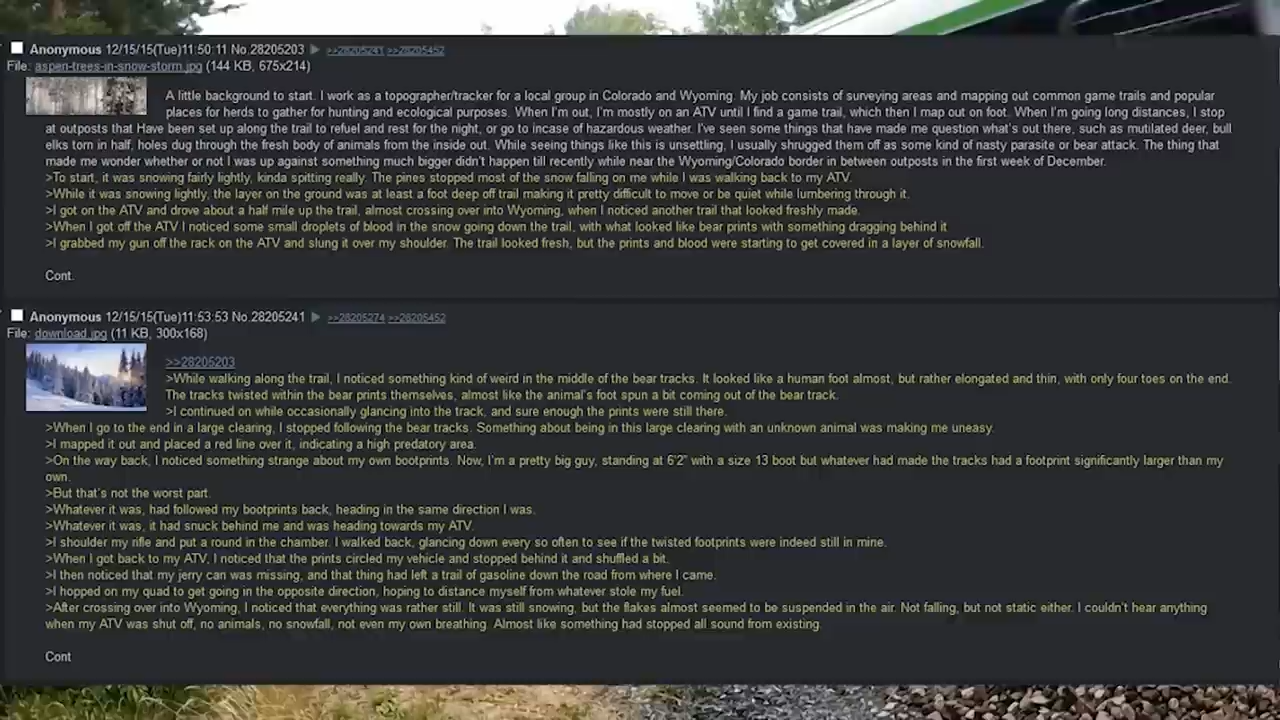 Anonymous 12/15/15(Tue)11:50:11 No.28205203 ▶ >>28205241 >>28205452
File: aspen-trees-in-snow-storm.jpg (144 KB, 675x214)
A little background to start. I work as a topographer/tracker for a local group in Colorado and Wyoming. My job consists of surveying areas and mapping out common game trails and popular
places for herds to gather for hunting and ecological purposes. When I'm out, I'm mostly on an ATV until I find a game trail, which then I map out on foot. When I'm going long distances, I stop
at outposts that Have been set up along the trail to refuel and rest for the night, or go to incase of hazardous weather. I've seen some things that have made me question what's out there, such as mutilated deer, bull
elks torn in half, holes dug through the fresh body of animals from the inside out. While seeing things like this is unsettling, I usually shrugged them off as some kind of nasty parasite or bear attack. The thing that
made me wonder whether or not I was up against something much bigger didn't happen till recently while near the Wyoming/Colorado border in between outposts in the first week of December.
>To start, it was snowing fairly lightly, kinda spitting really. The pines stopped most of the snow falling on me while I was walking back to my ATV.
>While it was snowing lightly, the layer on the ground was at least a foot deep off trail making it pretty difficult to move or be quiet while lumbering through it.
>I got on the ATV and drove about a half mile up the trail, almost crossing over into Wyoming, when I noticed another trail that looked freshly made.
>When I got off the ATV I noticed some small droplets of blood in the snow going down the trail, with what looked like bear prints with something dragging behind it
>I grabbed my gun off the rack on the ATV and slung it over my shoulder. The trail looked fresh, but the prints and blood were starting to get covered in a layer of snowfall.
Cont.
Anonymous 12/15/15(Tue)11:53:53 No.28205241 ▶ >>28205274 >>28205452
File: download.jpg (11 KB, 300x168)
>>28205203
>While walking along the trail, I noticed something kind of weird in the middle of the bear tracks. It looked like a human foot almost, but rather elongated and thin, with only four toes on the end.
The tracks twisted within the bear prints themselves, almost like the animal's foot spun a bit coming out of the bear track.
>I continued on while occasionally glancing into the track, and sure enough the prints were still there.
>When I go to the end in a large clearing, I stopped following the bear tracks. Something about being in this large clearing with an unknown animal was making me uneasy.
>I mapped it out and placed a red line over it, indicating a high predatory area.
>On the way back, I noticed something strange about my own bootprints. Now, I'm a pretty big guy, standing at 6'2" with a size 13 boot but whatever had made the tracks had a footprint significantly larger than my
own.
>But that's not the worst part.
>Whatever it was, had followed my bootprints back, heading in the same direction I was.
>Whatever it was, it had snuck behind me and was heading towards my ATV.
>I shoulder my rifle and put a round in the chamber. I walked back, glancing down every so often to see if the twisted footprints were indeed still in mine.
>When I got back to my ATV, I noticed that the prints circled my vehicle and stopped behind it and shuffled a bit.
>I then noticed that my jerry can was missing, and that thing had left a trail of gasoline down the road from where I came.
>I hopped on my quad to get going in the opposite direction, hoping to distance myself from whatever stole my fuel.
>After crossing over into Wyoming, I noticed that everything was rather still. It was still snowing, but the flakes almost seemed to be suspended in the air. Not falling, but not static either. I couldn't hear anything
when my ATV was shut off, no animals, no snowfall, not even my own breathing. Almost like something had stopped all sound from existing.
Cont